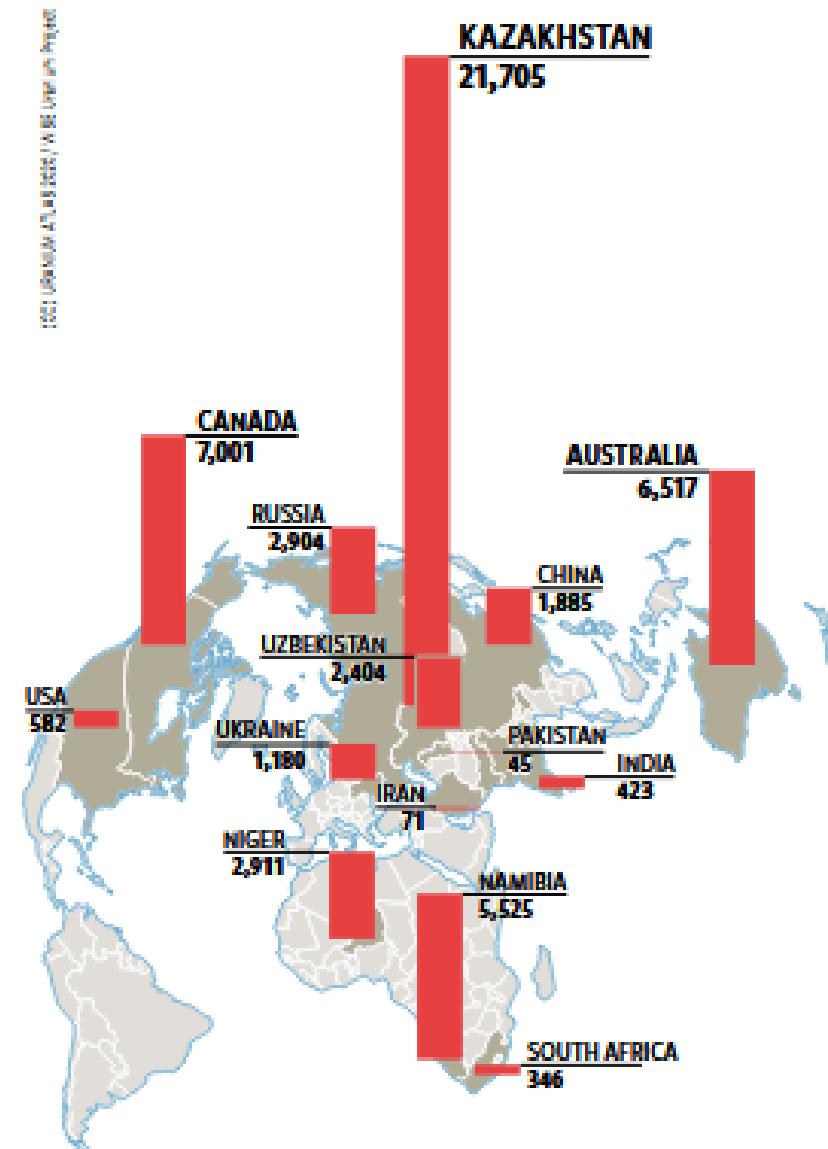 KAZAKHSTAN
21,705
CANADA
7,001
AUSTRALIA
6,517
RUSSIA
2,904
CHINA
1,885
UZBEKISTAN
2,404
USA
582
UKRAINE
1,180
PAKISTAN
45
INDIA
423
IRAN
71
NIGER
2,911
NAMIBIA
5,525
SOUTH AFRICA
346